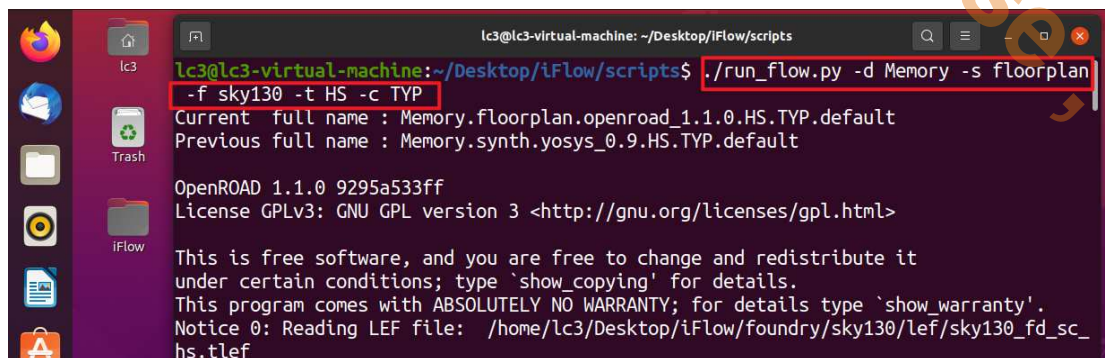 lc3@lc3-virtual-machine: ~/Desktop/iFlow/scripts
lc3
Trash
iFlow
lc3@lc3-virtual-machine:~/Desktop/iFlow/scripts$ ./run_flow.py -d Memory -s floorplan
-f sky130 -t HS -c TYP
Current  full name : Memory.floorplan.openroad_1.1.0.HS.TYP.default
Previous full name : Memory.synth.yosys_0.9.HS.TYP.default
OpenROAD 1.1.0 9295a533ff
License GPLv3: GNU GPL version 3 <http://gnu.org/licenses/gpl.html>
This is free software, and you are free to change and redistribute it
under certain conditions; type `show_copying' for details.
This program comes with ABSOLUTELY NO WARRANTY; for details type `show_warranty'.
Notice 0: Reading LEF file:  /home/lc3/Desktop/iFlow/foundry/sky130/lef/sky130_fd_sc_
hs.tlef